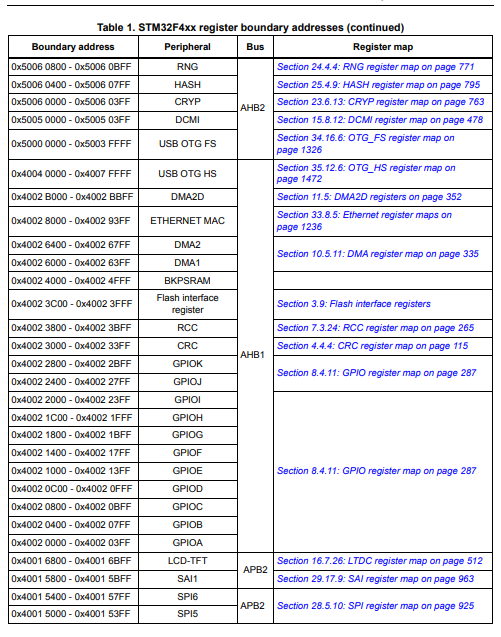 Table 1. STM32F4xx register boundary addresses (continued)
Boundary address Peripheral Bus Register map
0x5006 0800 - 0x5006 0BFF RNG AHB2 Section 24.4.4: RNG register map on page 771
0x5006 0400 - 0x5006 07FF HASH Section 25.4.9: HASH register map on page 795
0x5006 0000 - 0x5006 03FF CRYP Section 23.6.13: CRYP register map on page 763
0x5005 0000 - 0x5005 03FF DCMI Section 15.8.12: DCMI register map on page 478
0x5000 0000 - 0x5003 FFFF USB OTG FS Section 34.16.6: OTG_FS register map on
page 1326
0x4004 0000 - 0x4007 FFFF USB OTG HS AHB1 Section 35.12.6: OTG_HS register map on
page 1472
0x4002 B000 - 0x4002 BBFF DMA2D Section 11.5: DMA2D registers on page 352
0x4002 8000 - 0x4002 93FF ETHERNET MAC Section 33.8.5: Ethernet register maps on
page 1236
0x4002 6400 - 0x4002 67FF DMA2 Section 10.5.11: DMA register map on page 335
0x4002 6000 - 0x4002 63FF DMA1
0x4002 4000 - 0x4002 4FFF BKPSRAM
0x4002 3C00 - 0x4002 3FFF Flash interface
register Section 3.9: Flash interface registers
0x4002 3800 - 0x4002 3BFF RCC Section 7.3.24: RCC register map on page 265
0x4002 3000 - 0x4002 33FF CRC Section 4.4.4: CRC register map on page 115
0x4002 2800 - 0x4002 2BFF GPIOK Section 8.4.11: GPIO register map on page 287
0x4002 2400 - 0x4002 27FF GPIOJ
0x4002 2000 - 0x4002 23FF GPIOI Section 8.4.11: GPIO register map on page 287
0x4002 1C00 - 0x4002 1FFF GPIOH
0x4002 1800 - 0x4002 1BFF GPIOG
0x4002 1400 - 0x4002 17FF GPIOF
0x4002 1000 - 0x4002 13FF GPIOE
0x4002 0C00 - 0x4002 0FFF GPIOD
0x4002 0800 - 0x4002 0BFF GPIOC
0x4002 0400 - 0x4002 07FF GPIOB
0x4002 0000 - 0x4002 03FF GPIOA
0x4001 6800 - 0x4001 6BFF LCD-TFT APB2 Section 16.7.26: LTDC register map on page 512
0x4001 5800 - 0x4001 5BFF SAI1 Section 29.17.9: SAI register map on page 963
0x4001 5400 - 0x4001 57FF SPI6 APB2 Section 28.5.10: SPI register map on page 925
0x4001 5000 - 0x4001 53FF SPI5